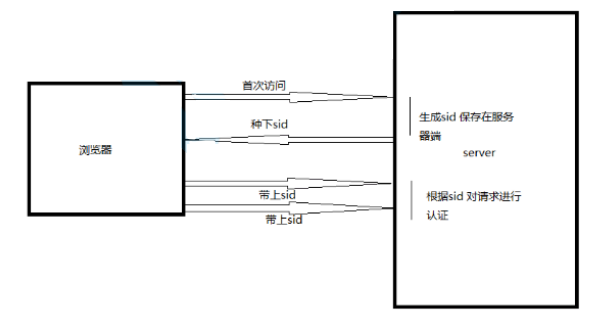 首次访问
种下sid
浏览器
带上sid
带上sid
生成sid 保存在服务
器端
server
根据sid 对请求进行
认证